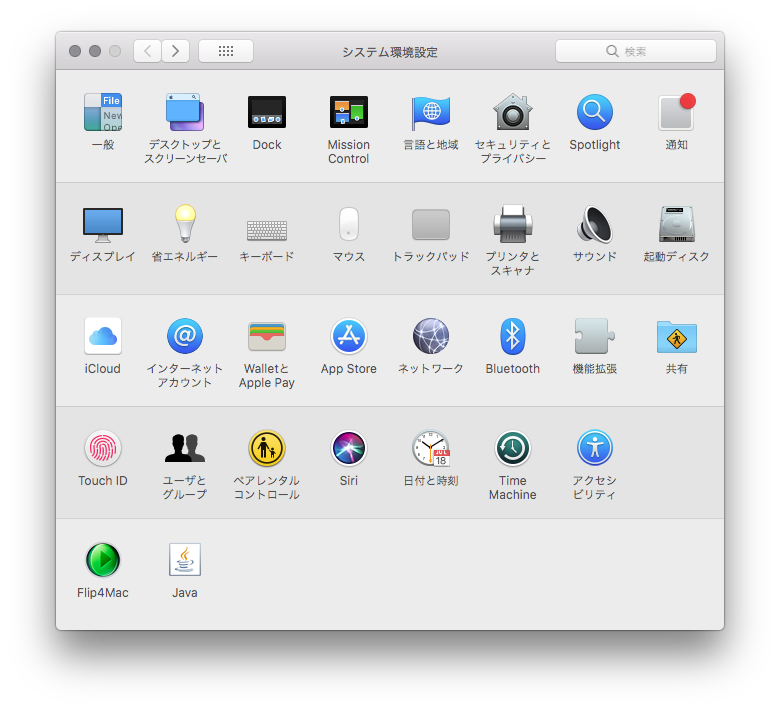 システム環境設定
検索
File
New
Ope
一般
デスクトップと
スクリーンセーバ
Dock
Mission
Control
言語と地域
セキュリティと
プライバシー
Spotlight
通知
ディスプレイ
省エネルギー
キーボード
マウス
トラックパッド
プリンタと
スキャナ
サウンド
起動ディスク
iCloud
@
インターネット
アカウント
Walletと
Apple Pay
App Store
ネットワーク
Bluetooth
機能拡張
共有
Touch ID
ユーザと
グループ
ペアレンタル
コントロール
Siri
JUL
18
日付と時刻
Time
Machine
アクセシ
ビリティ
Flip4Mac
Java